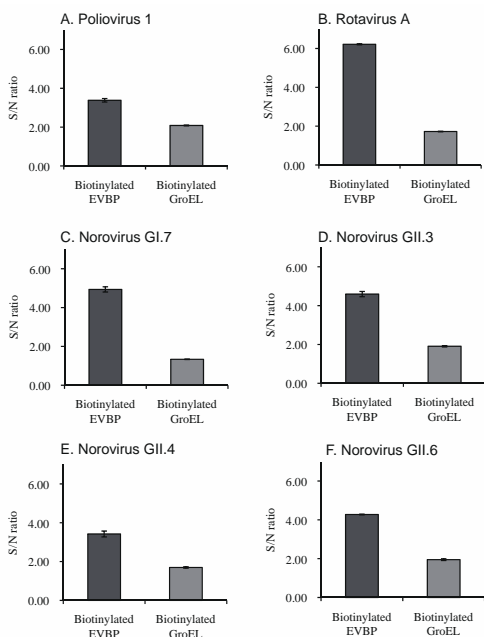 A. Poliovirus 1
S/N ratio
6.00
4.00
2.00
0.00
Biotinylated
EVBP
Biotinylated
GroEL
B. Rotavirus A
S/N ratio
6.00
4.00
2.00
0.00
Biotinylated
EVBP
Biotinylated
GroEL
C. Norovirus GI.7
S/N ratio
6.00
4.00
2.00
0.00
Biotinylated
EVBP
Biotinylated
GroEL
D. Norovirus GII.3
S/N ratio
6.00
4.00
2.00
0.00
Biotinylated
EVBP
Biotinylated
GroEL
E. Norovirus GII.4
S/N ratio
6.00
4.00
2.00
0.00
Biotinylated
EVBP
Biotinylated
GroEL
F. Norovirus GII.6
S/N ratio
6.00
4.00
2.00
0.00
Biotinylated
EVBP
Biotinylated
GroEL